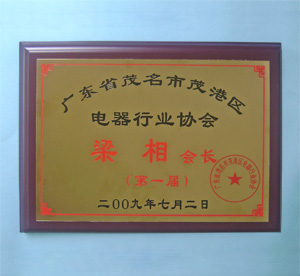 广东省茂名市茂港区
电器行业协会
梁相会长
（第一届）
二00九年七月二日